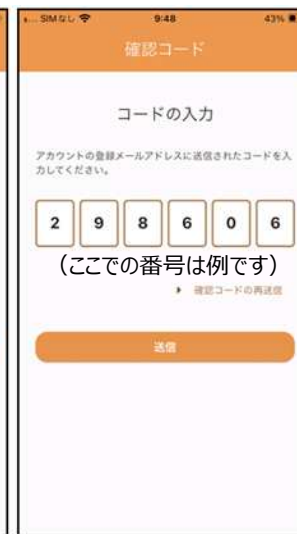 SIMなし 9:48 43%
確認コード
コードの入力
アカウントの登録メールアドレスに送信されたコードを入
力してください。
2 9 8 6 0 6
（ここでの番号は例です）
確認コードの再送信
送信